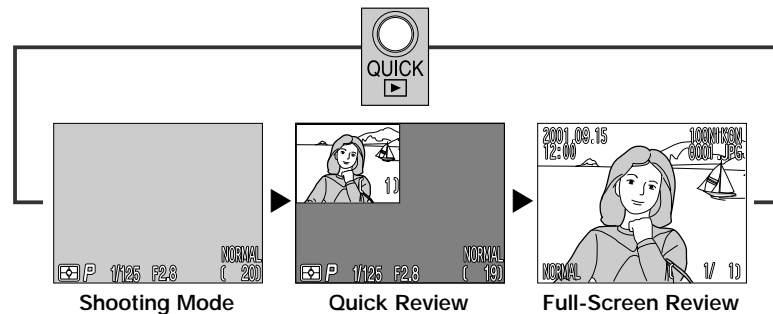 QUICK
2001.09.15
12:00
100NIKON
0001.JPG
1)
NORMAL
P 1/125 F2.8 ( 20)
NORMAL
P 1/125 F2.8 ( 19)
NORMAL ( 1/ 1)
Shooting Mode
Quick Review
Full-Screen Review